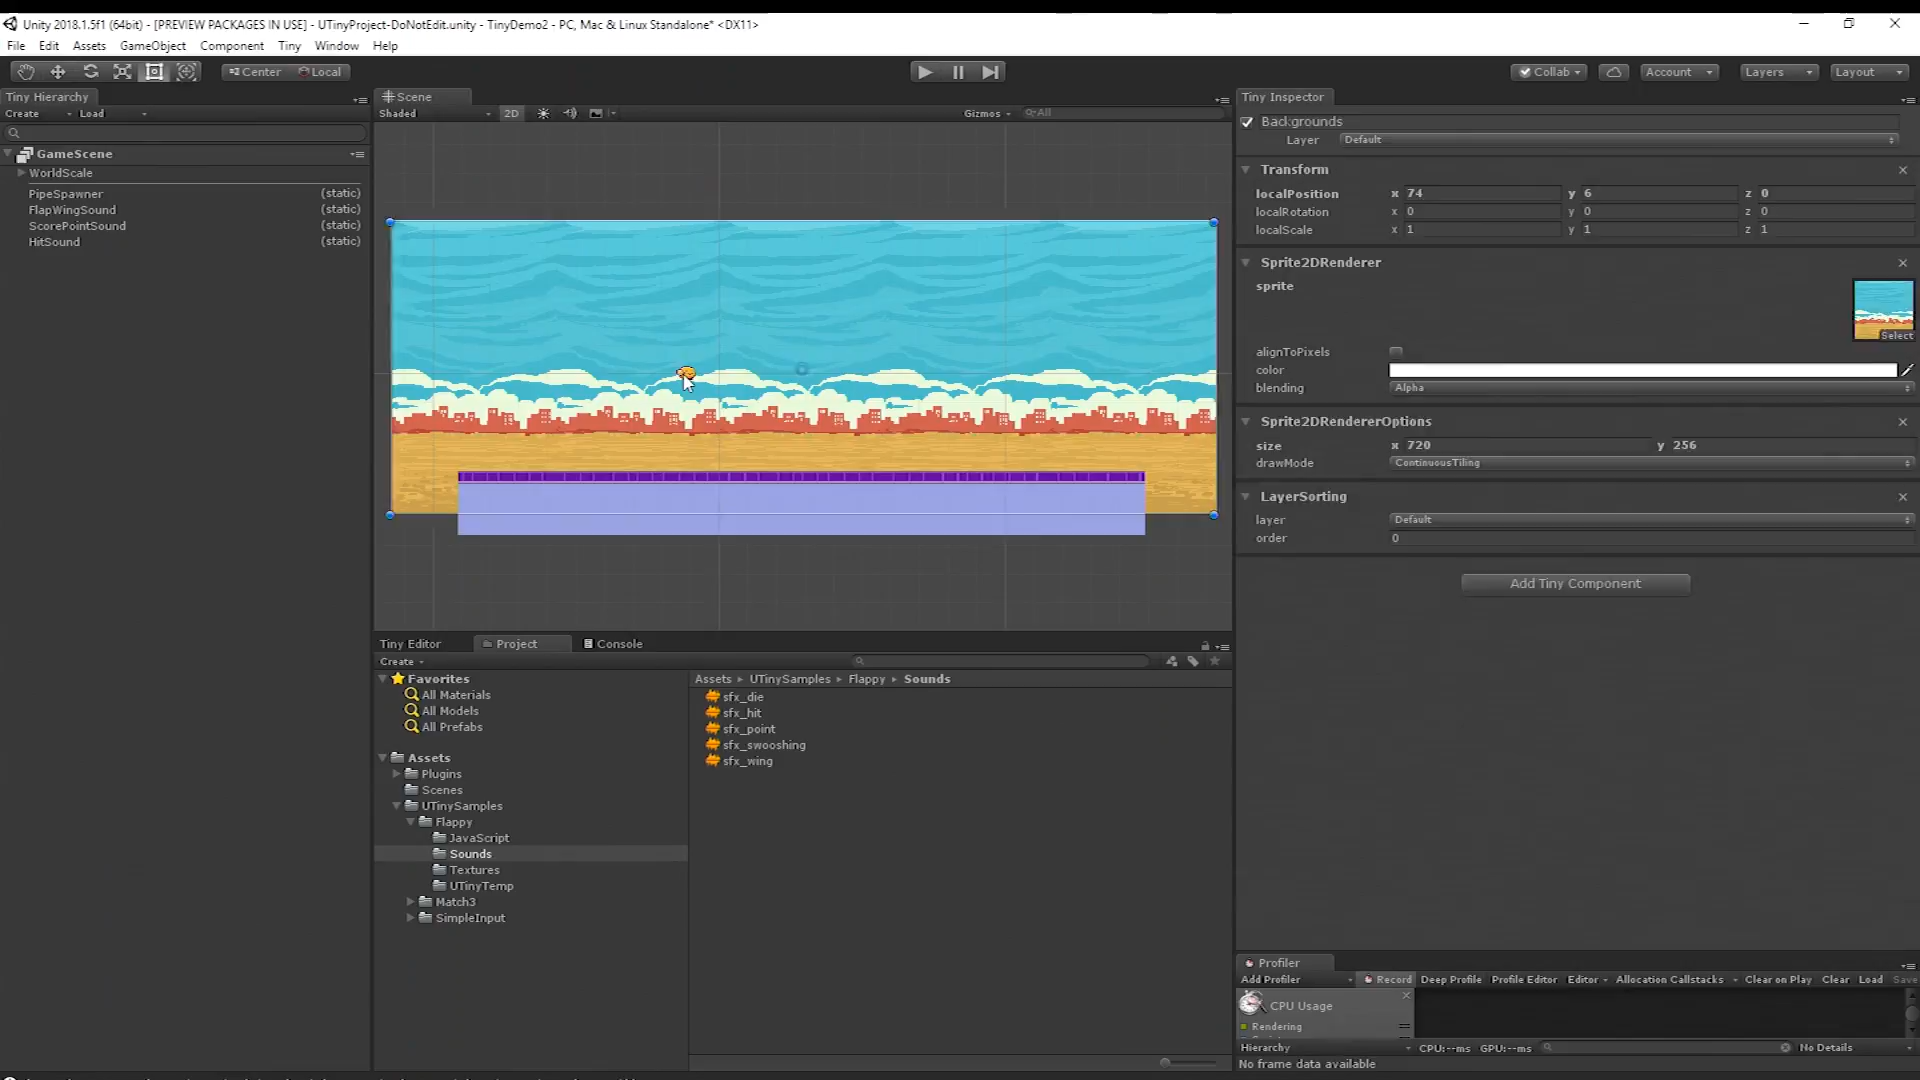 Unity 2018.1.5f1 (64bit) - [PREVIEW PACKAGES IN USE] - UTinyProject-DoNotEdit.unity - TinyDemo2 - PC, Mac & Linux Standalone* <DX11>
File Edit Assets GameObject Component Tiny Window Help
Center Local Collab Account Layers Layout
Tiny Hierarchy
Create Load
GameScene
WorldScale
PipeSpawner (static)
FlapWingSound (static)
ScorePointSound (static)
HitSound (static)
Scene
Shaded 2D Gizmos All
Tiny Editor Project Console
Create
Favorites
All Materials
All Models
All Prefabs
Assets
Plugins
Scenes
UTinySamples
Flappy
JavaScript
Sounds
Textures
UTinyTemp
Match3
SimpleInput
Assets UTinySamples Flappy Sounds
sfx_die
sfx_hit
sfx_point
sfx_swooshing
sfx_wing
Tiny Inspector
Backgrounds
Layer Default
Transform
localPosition x 74 y 6 z 0
localRotation x 0 y 0 z 0
localScale x 1 y 1 z 1
Sprite2DRenderer
sprite
Select
alignToPixels
color
blending Alpha
Sprite2DRendererOptions
size x 720 y 256
drawMode ContinuousTiling
LayerSorting
layer Default
order 0
Add Tiny Component
Profiler
Add Profiler Record Deep Profile Profile Editor Editor Allocation Callstacks Clear on Play Clear Load Save
CPU Usage
Rendering
Hierarchy CPU:--ms GPU:--ms No Details
No frame data available